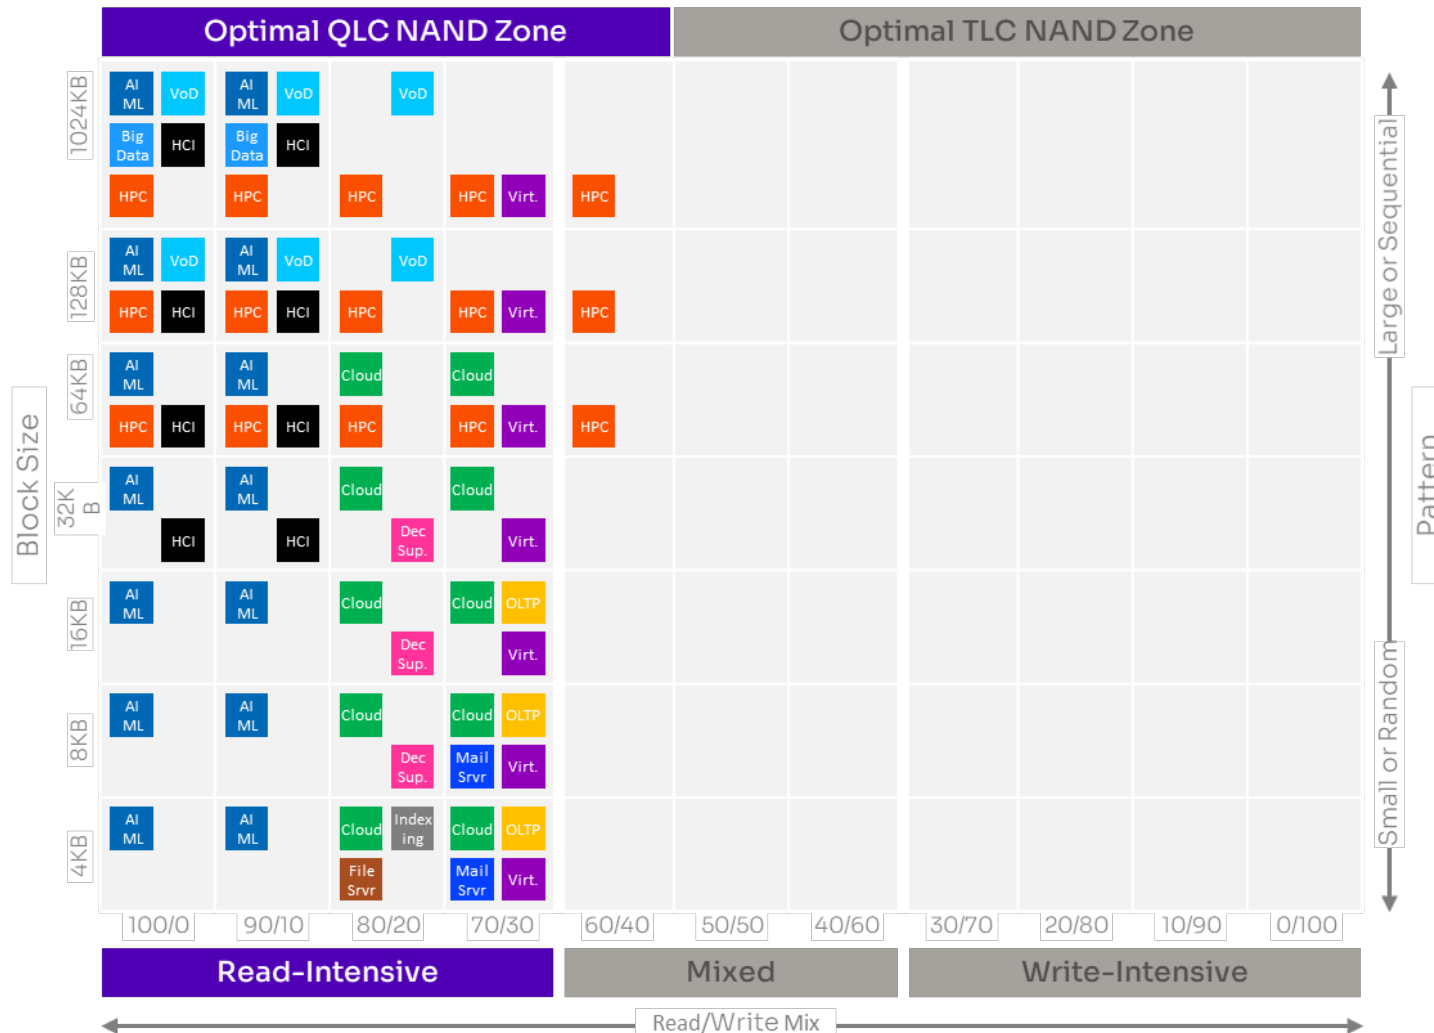 Optimal QLC NAND Zone
Optimal TLC NAND Zone
Block Size
1024KB
AI
ML
VoD
AI
ML
VoD
VoD
Big
Data
HCI
Big
Data
HCI
HPC
HPC
HPC
HPC
Virt.
HPC
128KB
AI
ML
VoD
AI
ML
VoD
VoD
HPC
HCI
HPC
HCI
HPC
HPC
Virt.
HPC
64KB
AI
ML
AI
ML
Cloud
Cloud
HPC
HCI
HPC
HCI
HPC
HPC
Virt.
HPC
32K
B
AI
ML
AI
ML
Cloud
Cloud
HCI
HCI
Dec
Sup.
Virt.
16KB
AI
ML
AI
ML
Cloud
Cloud
OLTP
Dec
Sup.
Virt.
8KB
AI
ML
AI
ML
Cloud
Cloud
OLTP
Dec
Sup.
Mail
Srvr
Virt.
4KB
AI
ML
AI
ML
Cloud
Index
ing
Cloud
OLTP
File
Srvr
Mail
Srvr
Virt.
Large or Sequential
Small or Random
Pattern
100/0
90/10
80/20
70/30
60/40
50/50
40/60
30/70
20/80
10/90
0/100
Read-Intensive
Mixed
Write-Intensive
Read/Write Mix